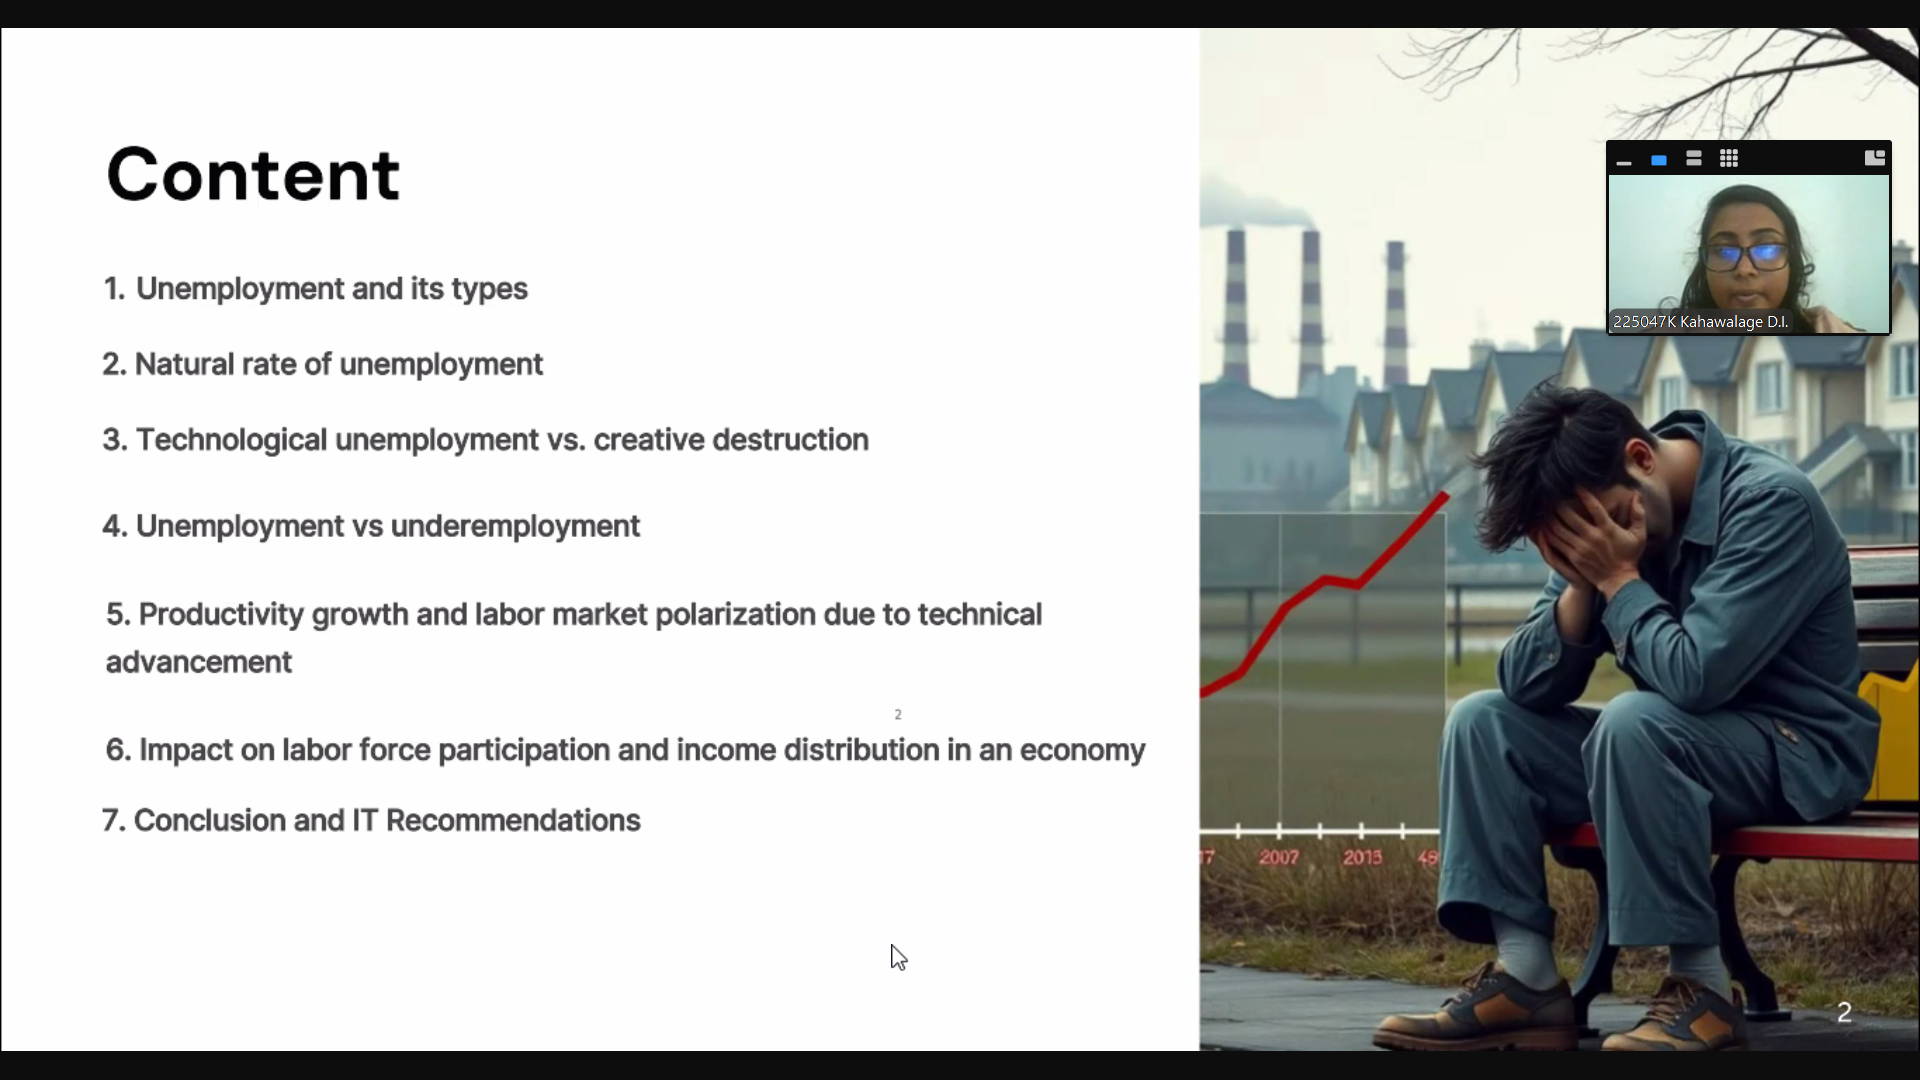 Content
1. Unemployment and its types
2. Natural rate of unemployment
3. Technological unemployment vs. creative destruction
4. Unemployment vs underemployment
5. Productivity growth and labor market polarization due to technical
advancement
2
6. Impact on labor force participation and income distribution in an economy
7. Conclusion and IT Recommendations
225047K Kahawalage D.I.
2007
2